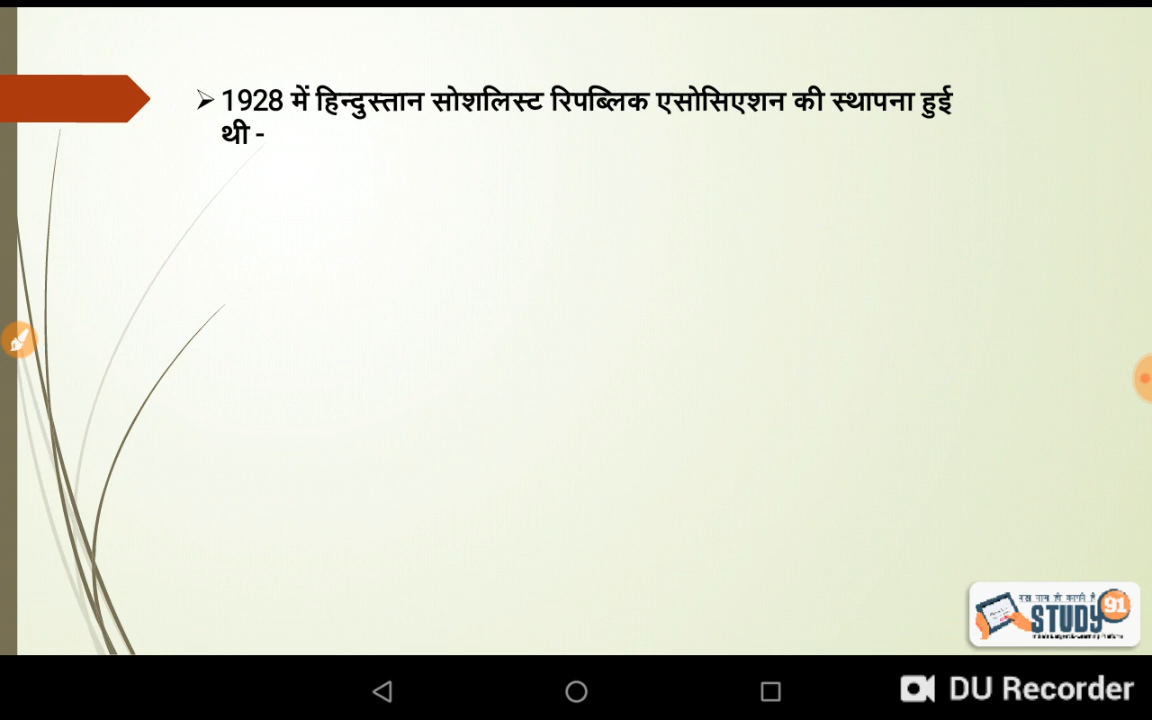 1928 में हिन्दुस्तान सोशलिस्ट रिपब्लिक एसोसिएशन की स्थापना हुई
थी -
91
STUDY
DU Recorder